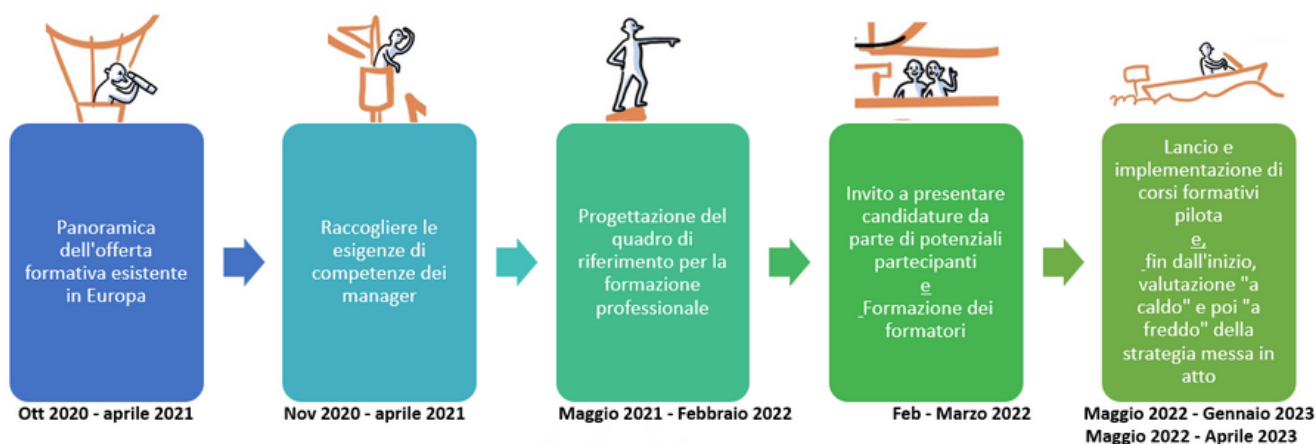 Panoramica
dell'offerta
formativa esistente
in Europa
Ott 2020 - aprile 2021
Raccogliere le
esigenze di
competenze dei
manager
Nov 2020 - aprile 2021
Progettazione del
quadro di
riferimento per la
formazione
professionale
Maggio 2021 - Febbraio 2022
Invito a presentare
candidature da
parte di potenziali
partecipanti
e
Formazione dei
formatori
Feb - Marzo 2022
Lancio e
implementazione di
corsi formativi
pilota
e,
fin dall'inizio,
valutazione "a
caldo" e poi "a
freddo" della
strategia messa in
atto
Maggio 2022 - Gennaio 2023
Maggio 2022 - Aprile 2023